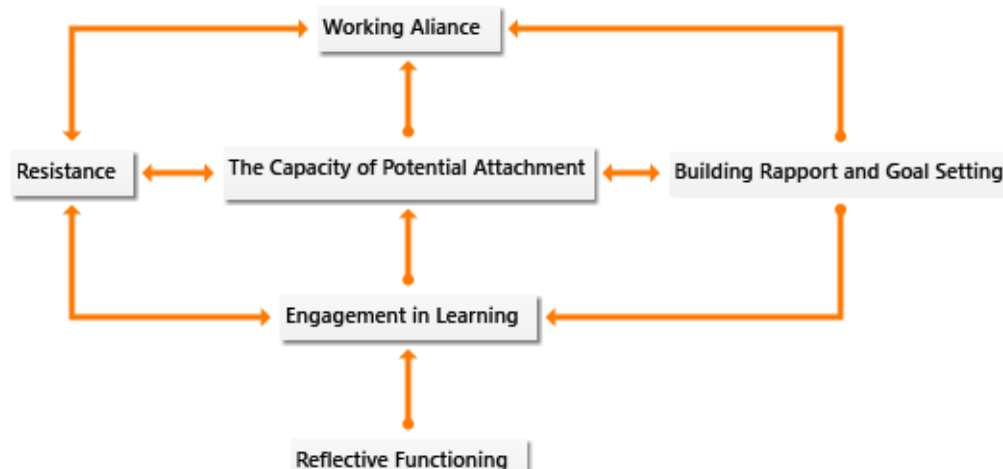 Working Aliance
Resistance
The Capacity of Potential Attachment
Building Rapport and Goal Setting
Engagement in Learning
Reflective Functioning